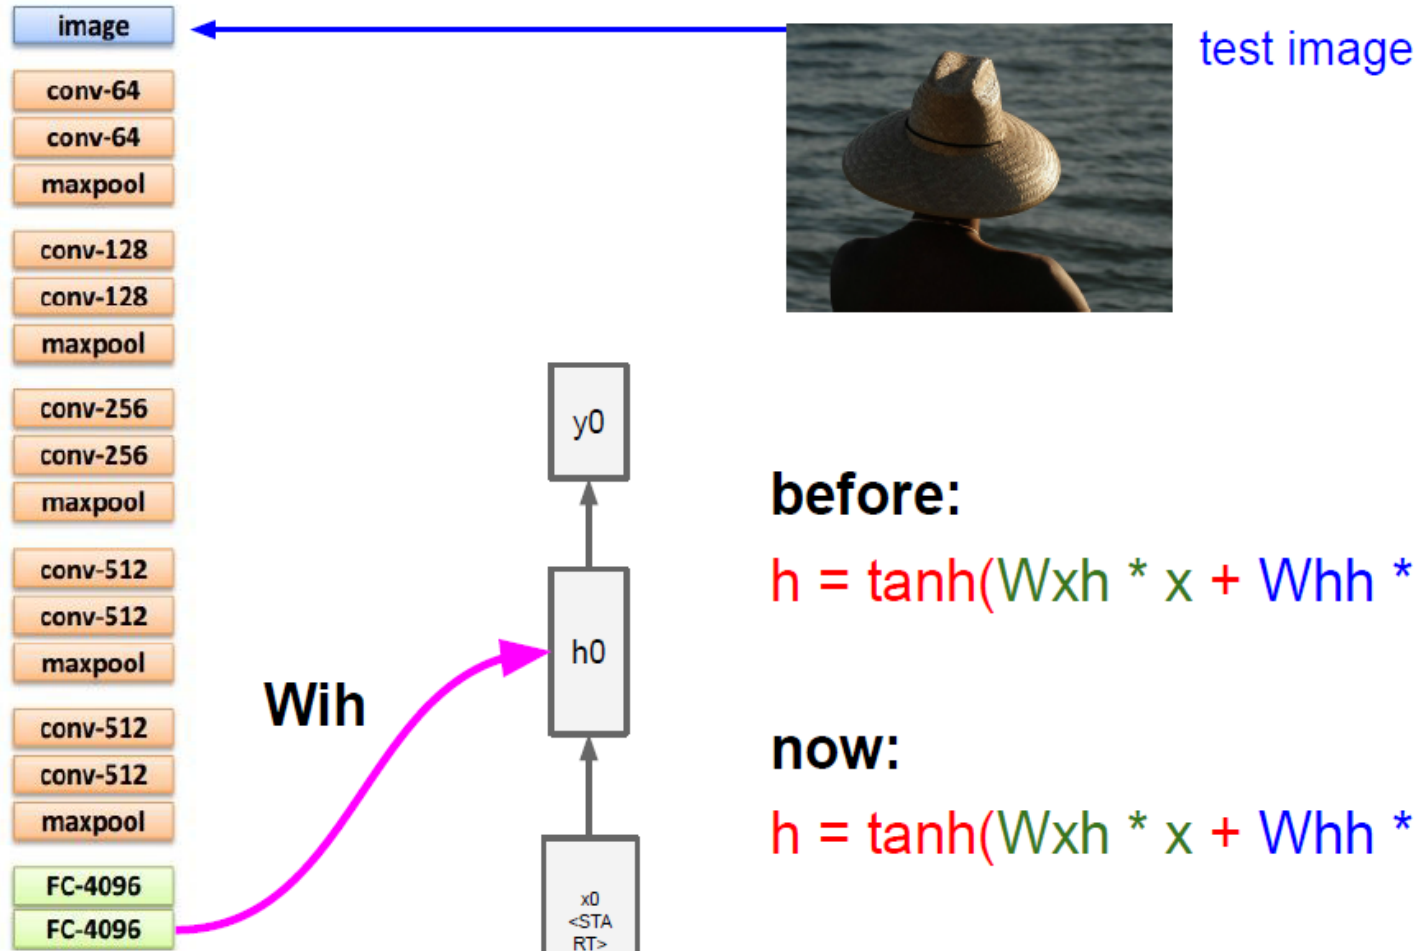 image
test image
conv-64
conv-64
maxpool
conv-128
conv-128
maxpool
conv-256
conv-256
maxpool
conv-512
conv-512
maxpool
conv-512
conv-512
maxpool
FC-4096
FC-4096
Wih
y0
h0
x0
<STA
RT>
before:
h = tanh(Wxh * x + Whh *
now:
h = tanh(Wxh * x + Whh *